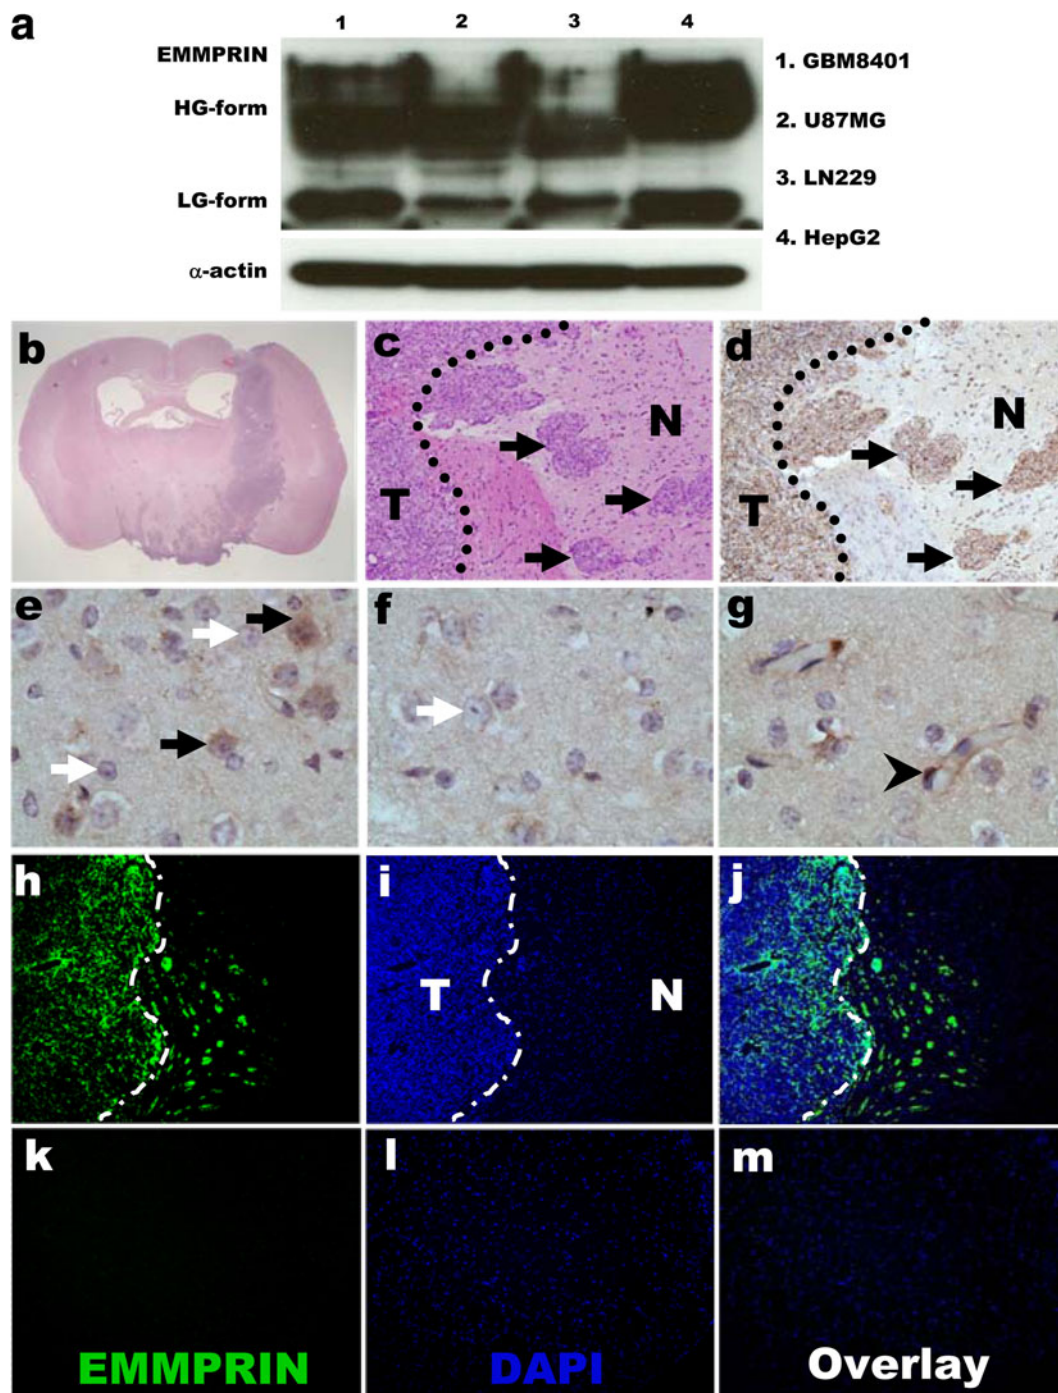 a
1 2 3 4
EMMPRIN
HG-form
LG-form
α-actin
1. GBM8401
2. U87MG
3. LN229
4. HepG2
b
c
T
N
d
T
N
e
f
g
h
i
T
N
j
k
EMMPRIN
l
DAPI
m
Overlay